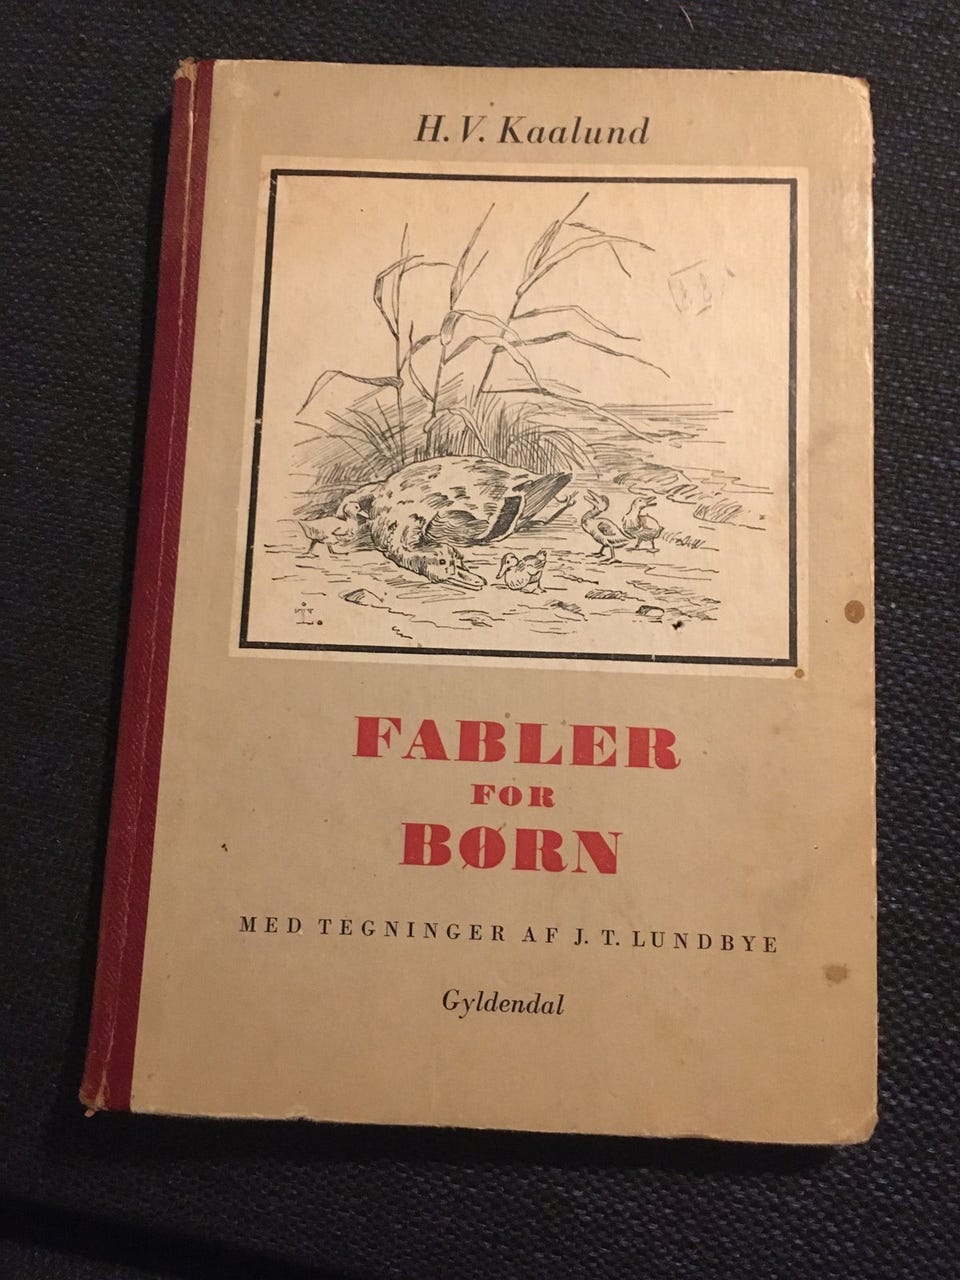 H. V. Kaalund
FABLER
FOR
BØRN
MED TEGNINGER AF J. T. LUNDBYE
Gyldendal